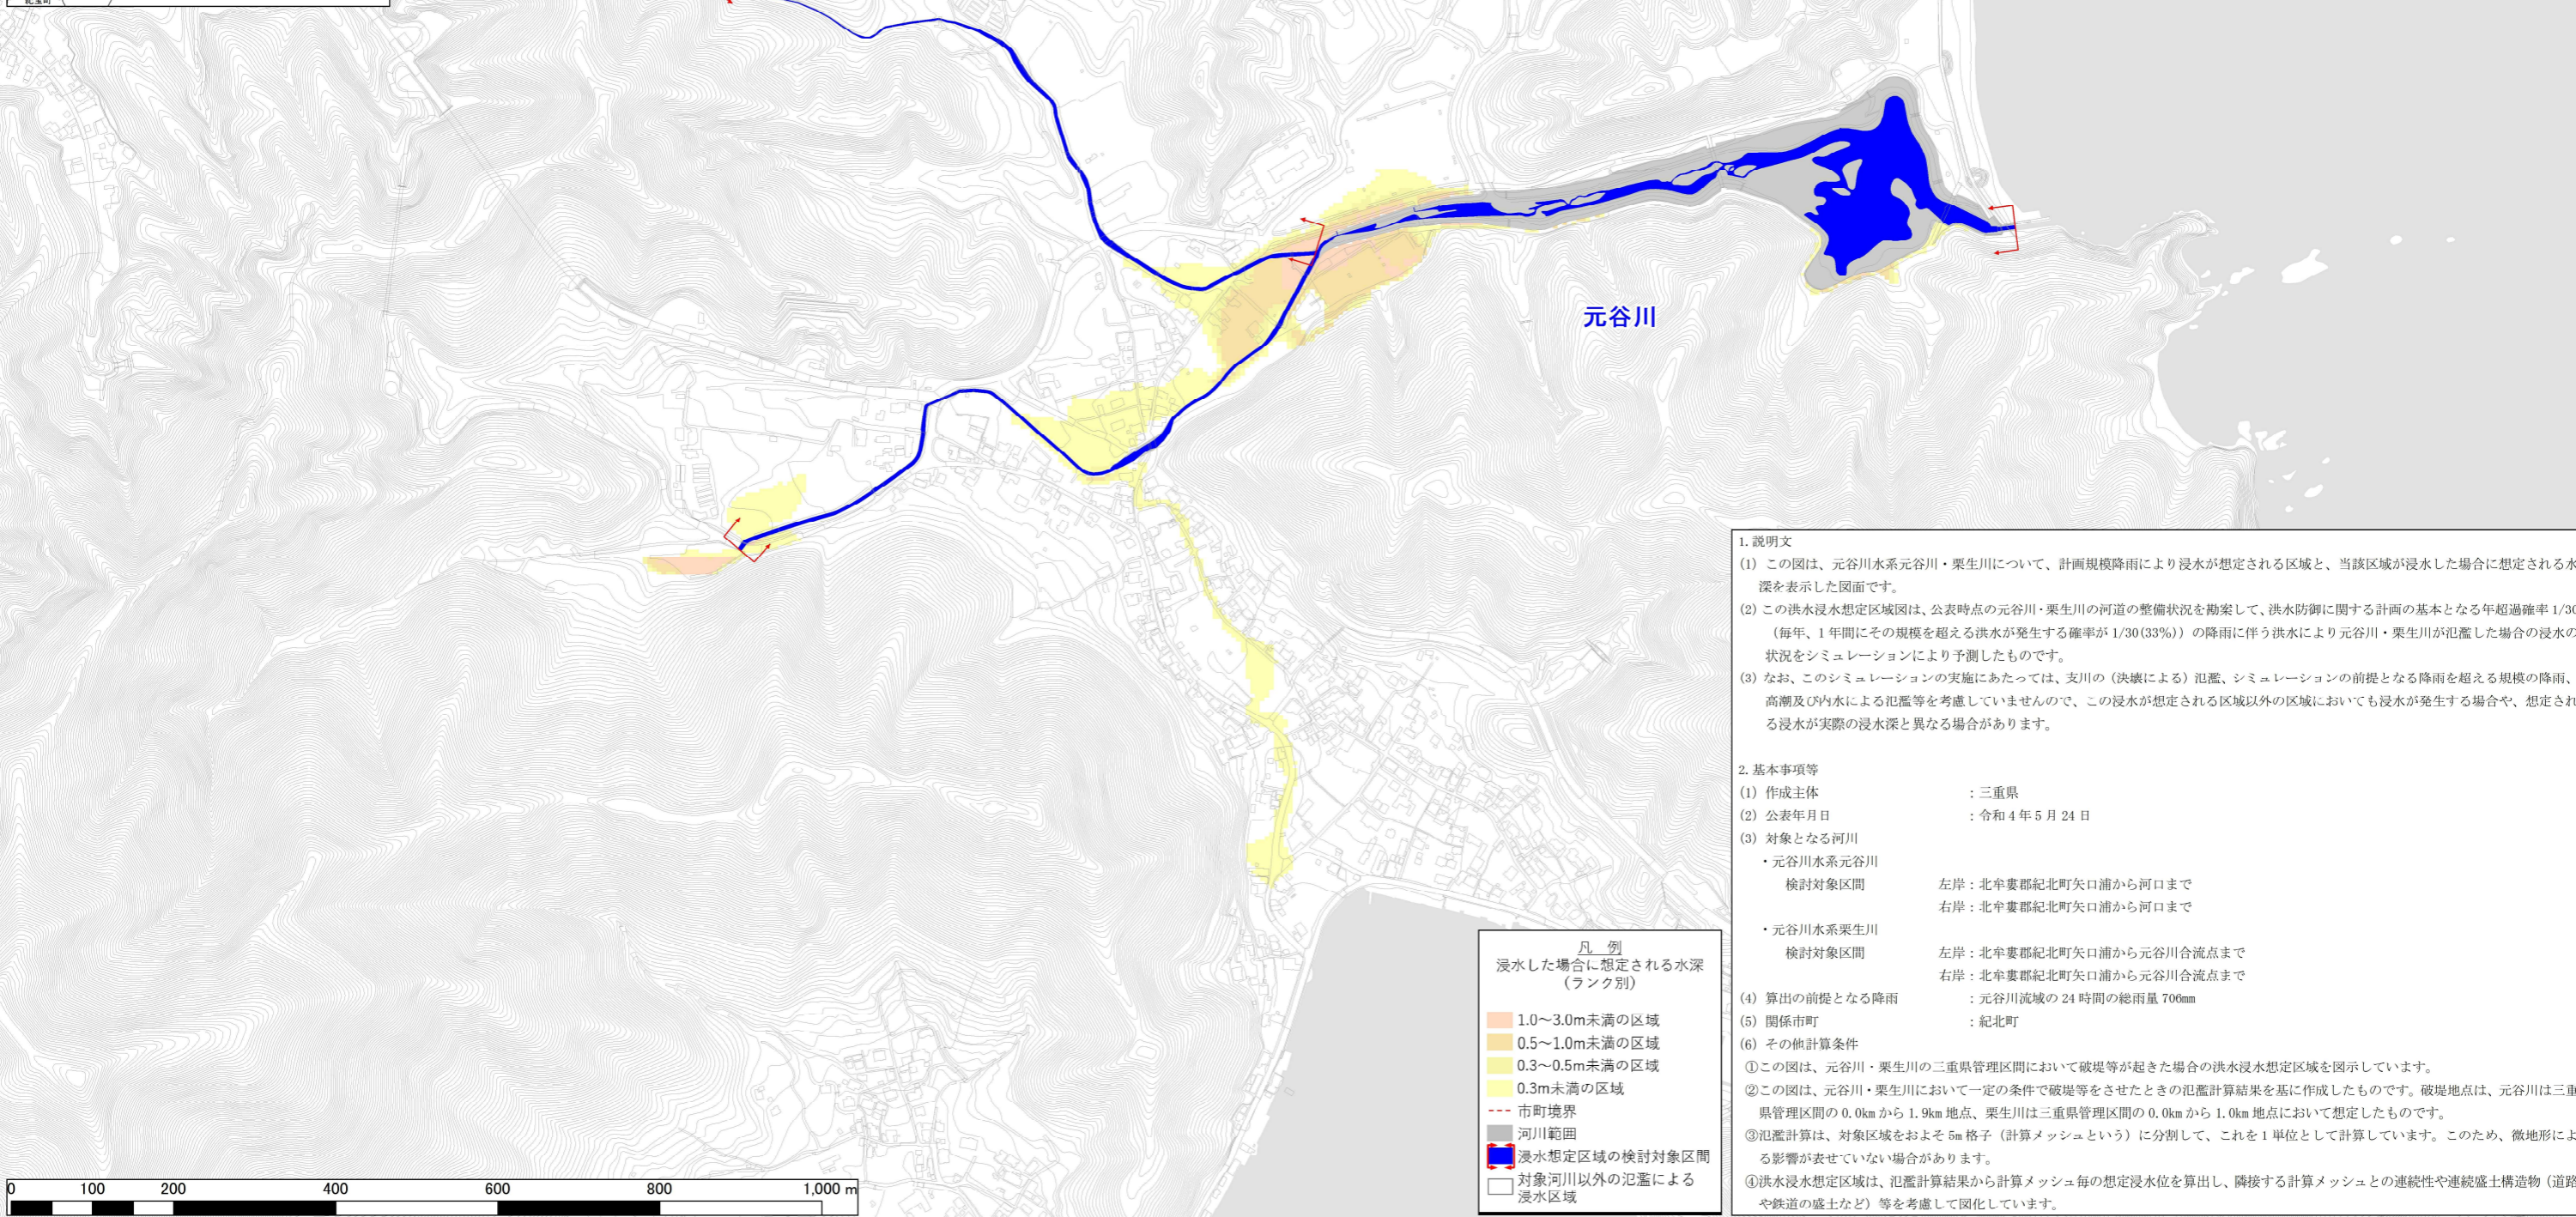 元谷川
1. 説明文
(1) この図は、元谷川水系元谷川・栗生川について、計画規模降雨により浸水が想定される区域と、当該区域が浸水した場合に想定される水
深を表示した図面です。
(2) この洪水浸水想定区域図は、公表時点の元谷川・栗生川の河道の整備状況を勘案して、洪水防御に関する計画の基本となる年超過確率 1/30
（毎年、1 年間にその規模を超える洪水が発生する確率が 1/30(33%)）の降雨に伴う洪水により元谷川・栗生川が氾濫した場合の浸水の
状況をシミュレーションにより予測したものです。
(3) なお、このシミュレーションの実施にあたっては、支川の（決壊による）氾濫、シミュレーションの前提となる降雨を超える規模の降雨、
高潮及び内水による氾濫等を考慮していませんので、この浸水が想定される区域以外の区域においても浸水が発生する場合や、想定され
る浸水が実際の浸水深と異なる場合があります。
2. 基本事項等
(1) 作成主体 : 三重県
(2) 公表年月日 : 令和 4 年 5 月 24 日
(3) 対象となる河川
・元谷川水系元谷川
検討対象区間 左岸：北牟婁郡紀北町矢口浦から河口まで
右岸：北牟婁郡紀北町矢口浦から河口まで
・元谷川水系栗生川
検討対象区間 左岸：北牟婁郡紀北町矢口浦から元谷川合流点まで
右岸：北牟婁郡紀北町矢口浦から元谷川合流点まで
(4) 算出の前提となる降雨 : 元谷川流域の 24 時間の総雨量 706mm
(5) 関係市町 : 紀北町
(6) その他計算条件
①この図は、元谷川・栗生川の三重県管理区間において破堤等が起きた場合の洪水浸水想定区域を図示しています。
②この図は、元谷川・栗生川において一定の条件で破堤等をさせたときの氾濫計算結果を基に作成したものです。破堤地点は、元谷川は三重
県管理区間の 0.0km から 1.9km 地点、栗生川は三重県管理区間の 0.0km から 1.0km 地点において想定したものです。
③氾濫計算は、対象区域をおよそ 5m 格子（計算メッシュという）に分割して、これを 1 単位として計算しています。このため、微地形によ
る影響が表せていない場合があります。
④洪水浸水想定区域は、氾濫計算結果から計算メッシュ毎の想定浸水位を算出し、隣接する計算メッシュとの連続性や連続盛土構造物（道路
や鉄道の盛土など）等を考慮して図化しています。
凡 例
浸水した場合に想定される水深
（ランク別）
1.0～3.0m未満の区域
0.5～1.0m未満の区域
0.3～0.5m未満の区域
0.3m未満の区域
市町境界
河川範囲
浸水想定区域の検討対象区間
対象河川以外の氾濫による
浸水区域
0 100 200 400 600 800 1,000 m